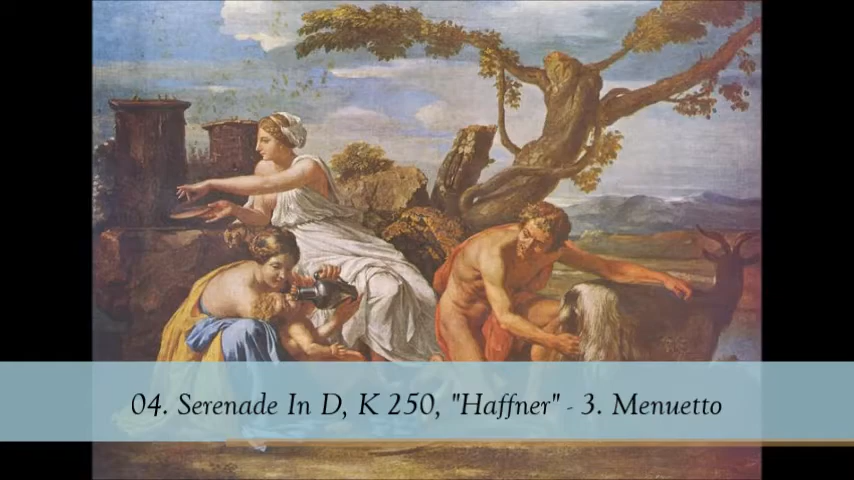 04. Serenade In D, K 250, "Haffner" - 3. Menuetto